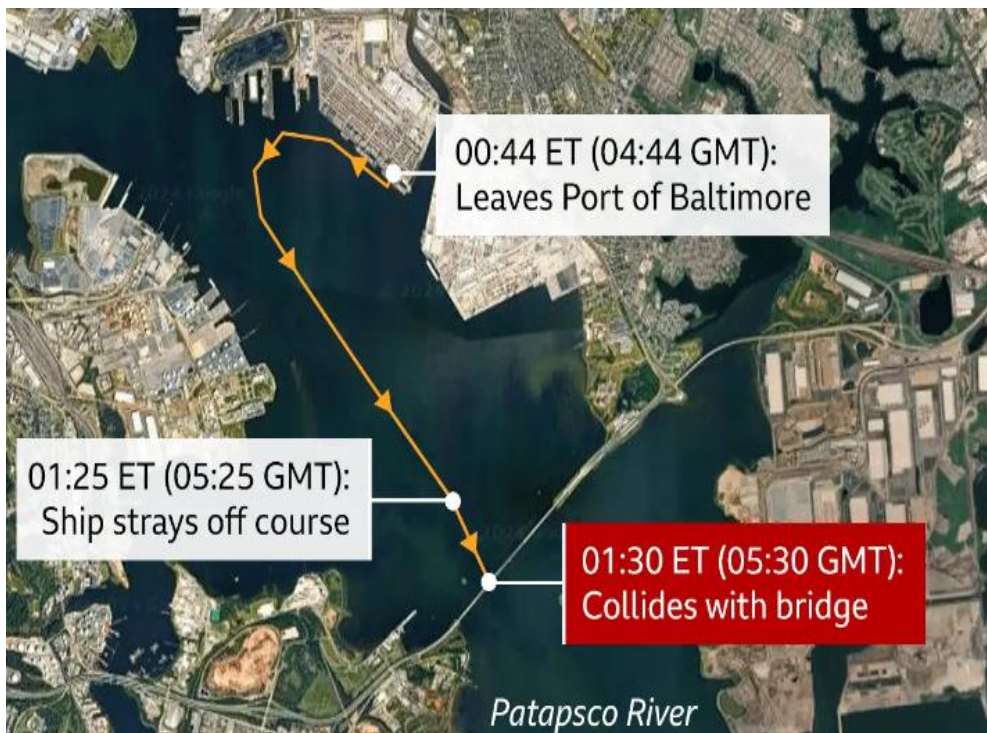 00:44 ET (04:44 GMT):
Leaves Port of Baltimore
01:25 ET (05:25 GMT):
Ship strays off course
01:30 ET (05:30 GMT):
Collides with bridge
Patapsco River